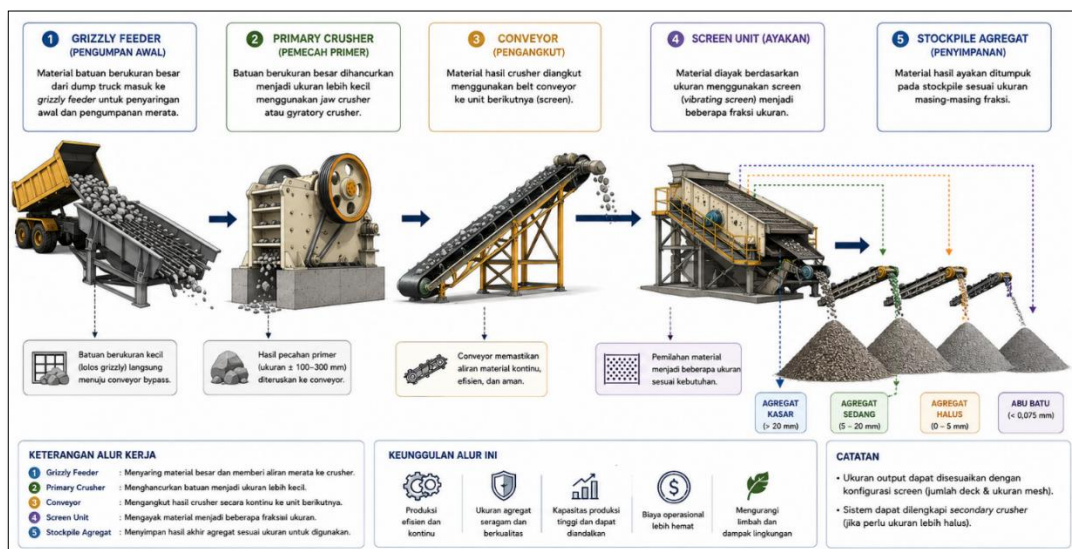 1 GRIZZLY FEEDER
(PENGUMPAN AWAL)
Material batuan berukuran besar
dari dump truck masuk ke
grizzly feeder untuk penyaringan
awal dan pengumpanan merata.
2 PRIMARY CRUSHER
(PEMECAH PRIMER)
Batuan berukuran besar dihancurkan
menjadi ukuran lebih kecil
menggunakan jaw crusher
atau gyratory crusher.
3 CONVEYOR
(PENGANGKUT)
Material hasil crusher diangkut
menggunakan belt conveyor
ke unit berikutnya (screen).
4 SCREEN UNIT (AYAKAN)
Material diayak berdasarkan
ukuran menggunakan screen
(vibrating screen) menjadi
beberapa fraksi ukuran.
5 STOCKPILE AGREGAT
(PENYIMPANAN)
Material hasil ayakan ditumpuk
pada stockpile sesuai ukuran
masing-masing fraksi.
Batuan berukuran kecil
(lolos grizzly) langsung
menuju conveyor bypass.
Hasil pecahan primer
(ukuran ± 100–300 mm)
diteruskan ke conveyor.
Conveyor memastikan
aliran material kontinu,
efisien, dan aman.
Pemilahan material
menjadi beberapa ukuran
sesuai kebutuhan.
AGREGAT
KASAR
(> 20 mm)
AGREGAT
SEDANG
(5 – 20 mm)
AGREGAT
HALUS
(0 – 5 mm)
ABU BATU
(< 0,075 mm)
KETERANGAN ALUR KERJA
1 Grizzly Feeder : Menyaring material besar dan memberi aliran merata ke crusher.
2 Primary Crusher : Menghancurkan batuan menjadi ukuran lebih kecil.
3 Conveyor : Mengangkut hasil crusher secara kontinu ke unit berikutnya.
4 Screen Unit : Mengayak material menjadi beberapa fraksi ukuran.
5 Stockpile Agregat : Menyimpan hasil akhir agregat sesuai ukuran untuk digunakan.
KEUNGGULAN ALUR INI
Produksi
efisien dan
kontinu
Ukuran agregat
seragam dan
berkualitas
Kapasitas produksi
tinggi dan dapat
diandalkan
Biaya operasional
lebih hemat
Mengurangi
limbah dan
dampak lingkungan
CATATAN
• Ukuran output dapat disesuaikan dengan
konfigurasi screen (jumlah deck & ukuran mesh).
• Sistem dapat dilengkapi secondary crusher
(jika perlu ukuran lebih halus).